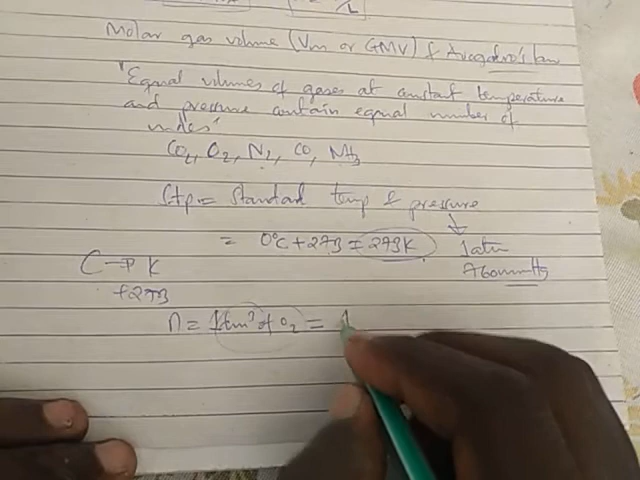 Molar gas volume (Vm or GMV) & Avogadro's law
"Equal volumes of gases at constant temperature
and pressure contain equal number of
moles"
CO2, O2, N2, CO, NH3
Stp = Standard temp & pressure
= 0°C + 273 = 273K 1atm
C → K 760mmHg
+273
n = 1dm³ of O2 = 1